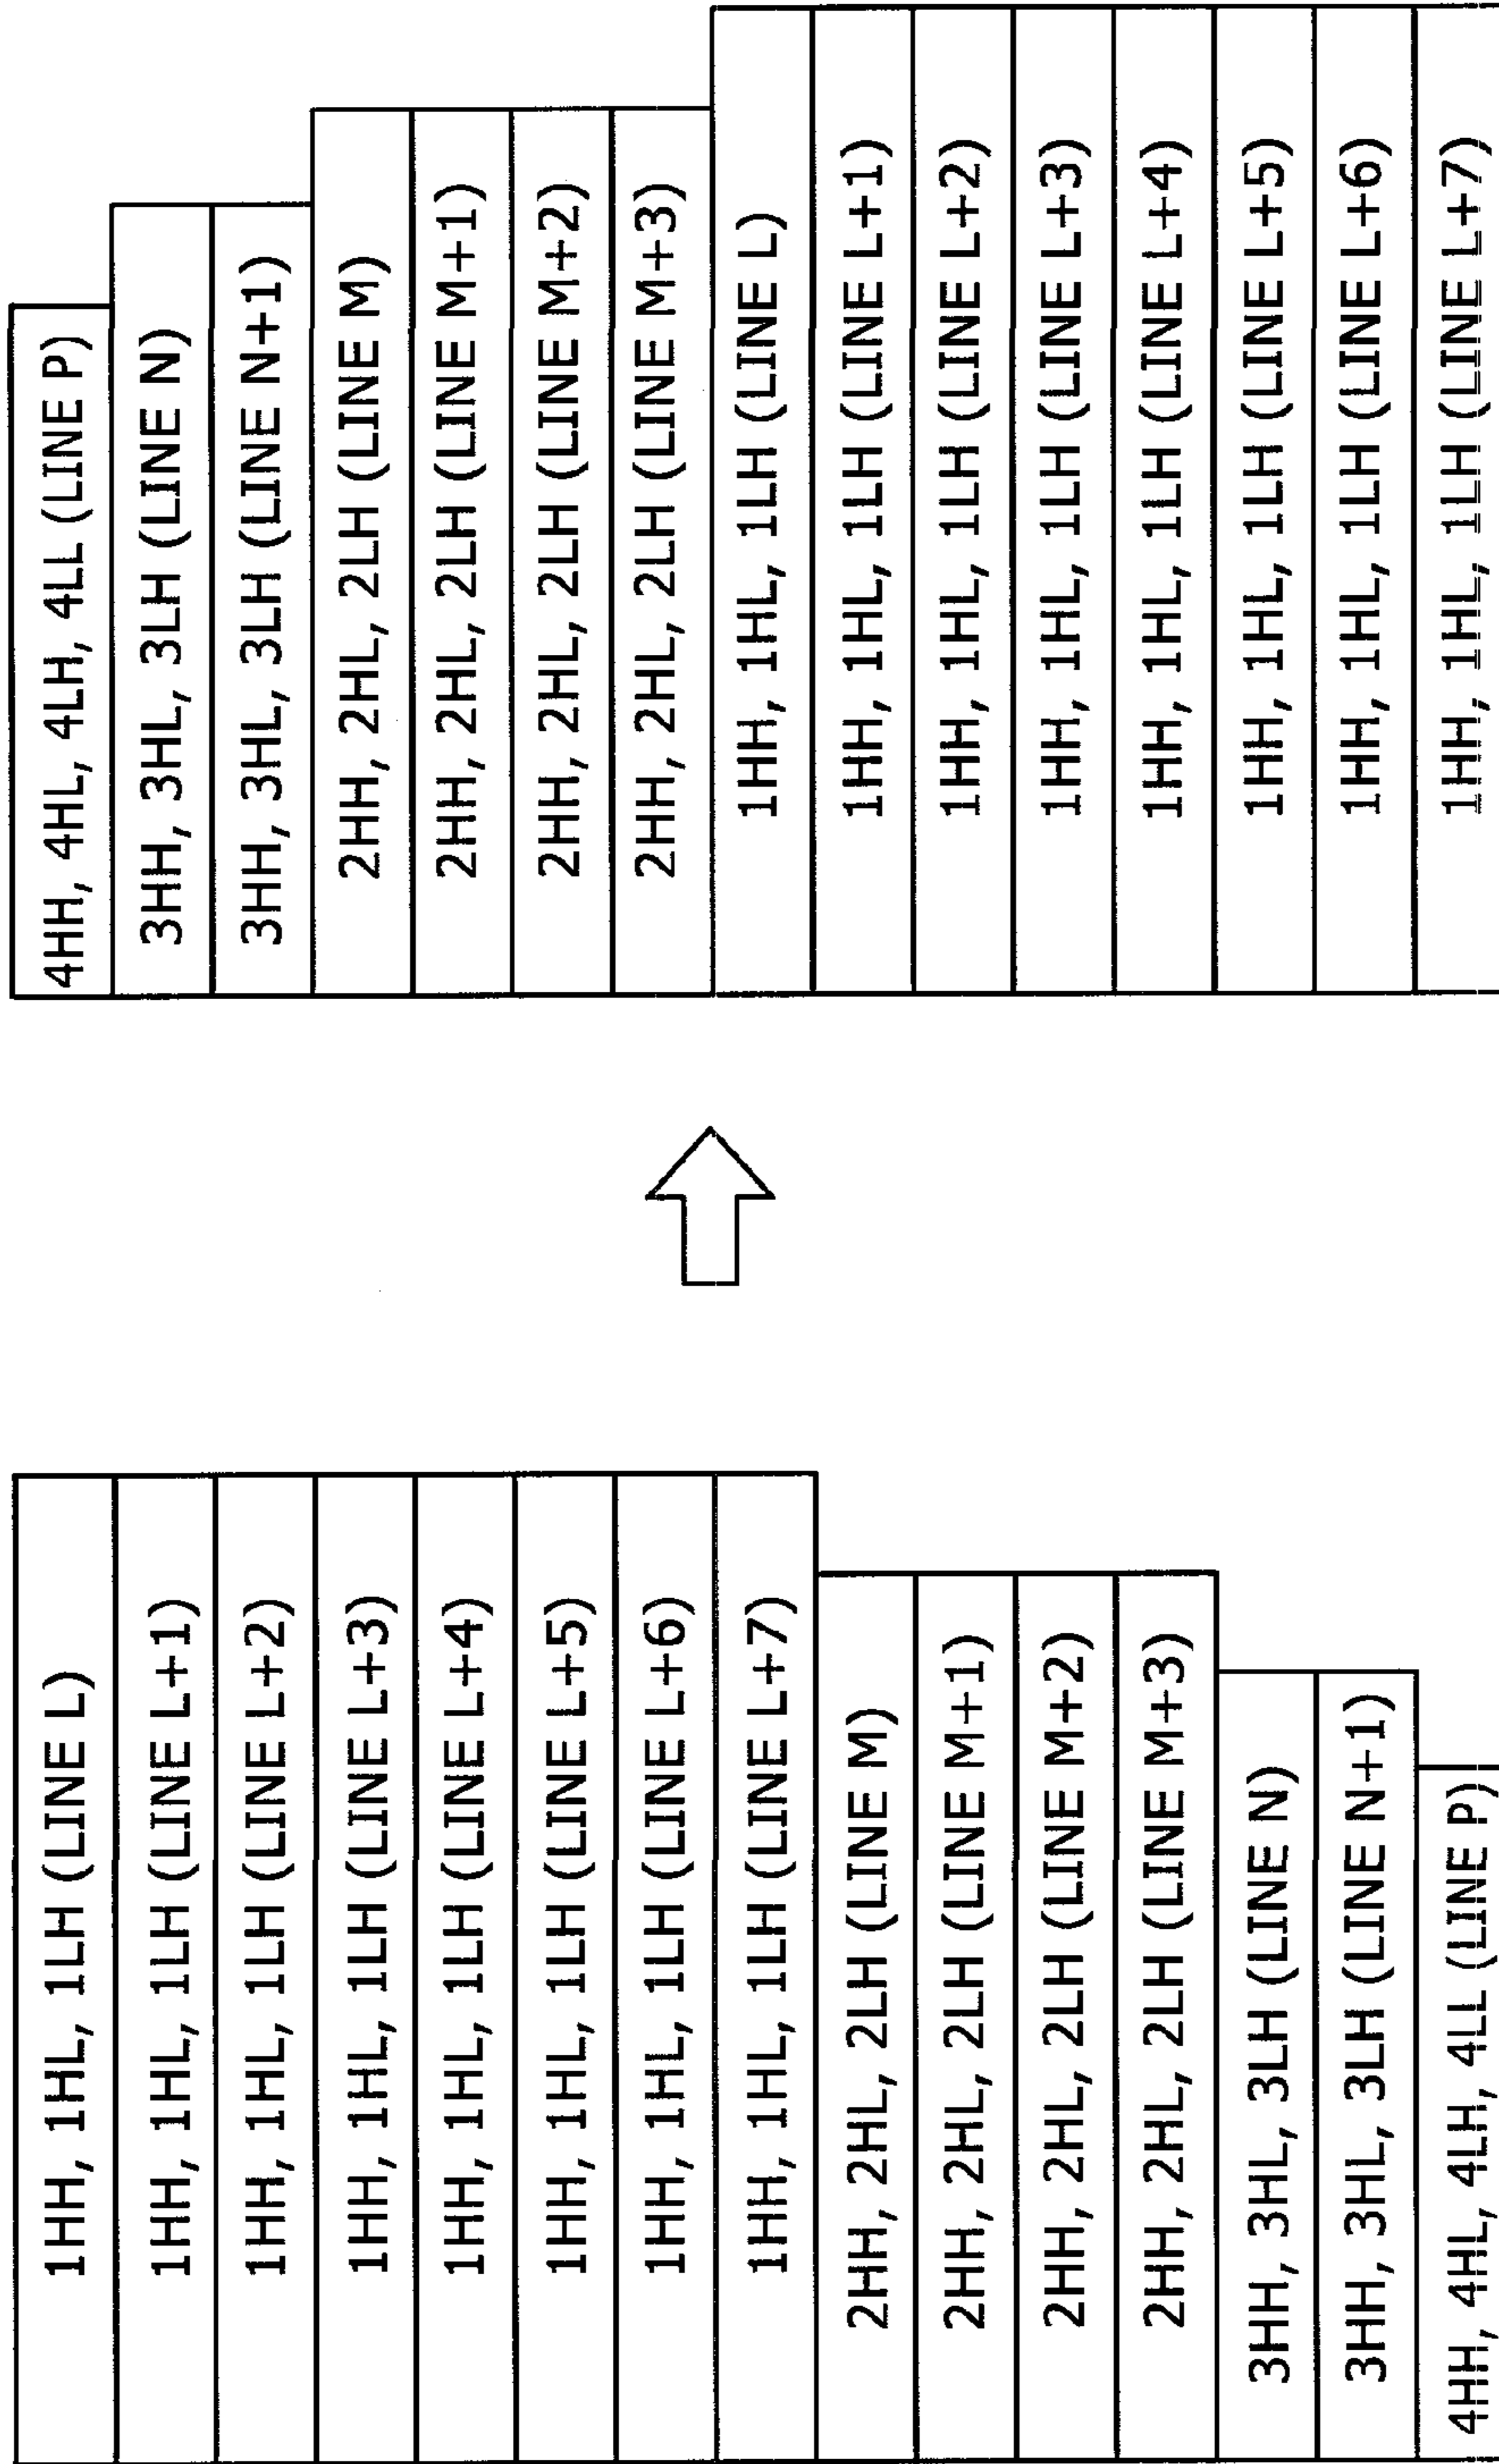 1HH, 1HL, 1LH (LINE L)
1HH, 1HL, 1LH (LINE L+1)
1HH, 1HL, 1LH (LINE L+2)
1HH, 1HL, 1LH (LINE L+3)
1HH, 1HL, 1LH (LINE L+4)
1HH, 1HL, 1LH (LINE L+5)
1HH, 1HL, 1LH (LINE L+6)
1HH, 1HL, 1LH (LINE L+7)
2HH, 2HL, 2LH (LINE M)
2HH, 2HL, 2LH (LINE M+1)
2HH, 2HL, 2LH (LINE M+2)
2HH, 2HL, 2LH (LINE M+3)
3HH, 3HL, 3LH (LINE N)
3HH, 3HL, 3LH (LINE N+1)
4HH, 4HL, 4LH, 4LL (LINE P)
4HH, 4HL, 4LH, 4LL (LINE P)
3HH, 3HL, 3LH (LINE N)
3HH, 3HL, 3LH (LINE N+1)
2HH, 2HL, 2LH (LINE M)
2HH, 2HL, 2LH (LINE M+1)
2HH, 2HL, 2LH (LINE M+2)
2HH, 2HL, 2LH (LINE M+3)
1HH, 1HL, 1LH (LINE L)
1HH, 1HL, 1LH (LINE L+1)
1HH, 1HL, 1LH (LINE L+2)
1HH, 1HL, 1LH (LINE L+3)
1HH, 1HL, 1LH (LINE L+4)
1HH, 1HL, 1LH (LINE L+5)
1HH, 1HL, 1LH (LINE L+6)
1HH, 1HL, 1LH (LINE L+7)